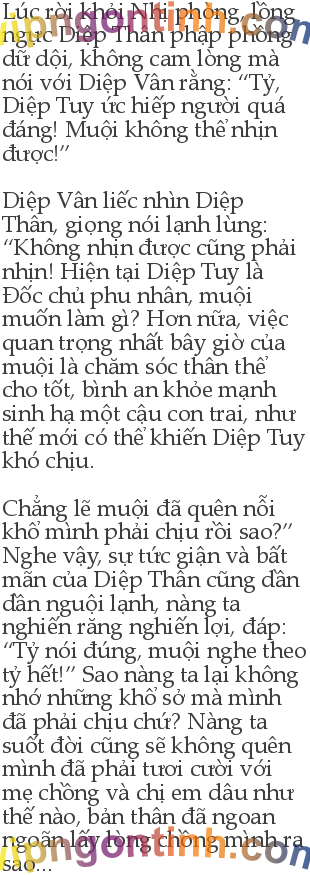 Lúc rời khỏi Nhị phòng, lồng
ngực Diệp Thần phập phồng
dữ dội, không cam lòng mà
nói với Diệp Vân rằng: “Tỷ,
Diệp Tuy ức hiếp người quá
đáng! Muội không thể nhịn
được!”

Diệp Vân liếc nhìn Diệp
Thân, giọng nói lạnh lùng:
“Không nhịn được cũng phải
nhịn! Hiện tại Diệp Tuy là
Đốc chủ phu nhân, muội
muốn làm gì? Hơn nữa, việc
quan trọng nhất bây giờ của
muội là chăm sóc thân thể
cho tốt, bình an khỏe mạnh
sinh hạ một cậu con trai, như
thế mới có thể khiến Diệp Tuy
khó chịu.

Chẳng lẽ muội đã quên nỗi
khổ mình phải chịu rồi sao?”
Nghe vậy, sự tức giận và bất
mãn của Diệp Thân cũng dần
dần nguội lạnh, nàng ta
nghiến răng nghiến lợi, đáp:
“Tỷ nói đúng, muội nghe theo
tỷ hết!” Sao nàng ta lại không
nhớ những khổ sở mà mình
đã phải chịu chứ? Nàng ta
suốt đời cũng sẽ không quên
mình đã phải tươi cười với
mẹ chồng và chị em dâu như
thế nào, bản thân đã ngoan
ngoãn lấy lòng chồng mình ra
sao...
vipngontinh.com
vipngontinh.com